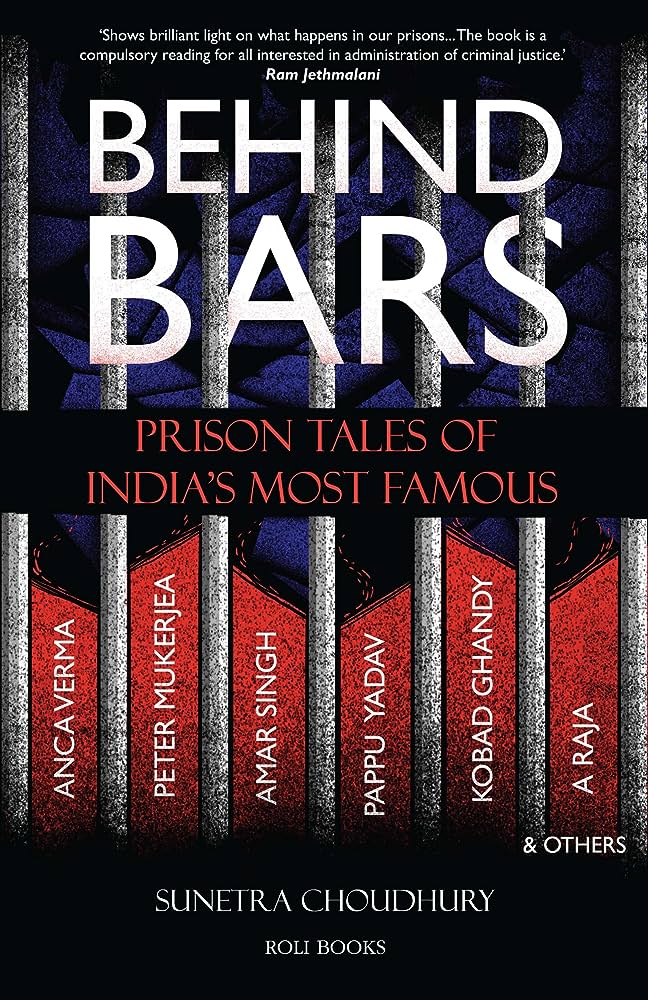 'Shows brilliant light on what happens in our prisons...The book is a
compulsory reading for all interested in administration of criminal justice.'
Ram Jethmalani
BEHIND
BARS
PRISON TALES OF
INDIA'S MOST FAMOUS
ANCA VERMA
PETER MUKERJEA
AMAR SINGH
PAPPU YADAV
KOBAD GHANDY
A RAJA
& OTHERS
SUNETRA CHOUDHURY
ROLI BOOKS